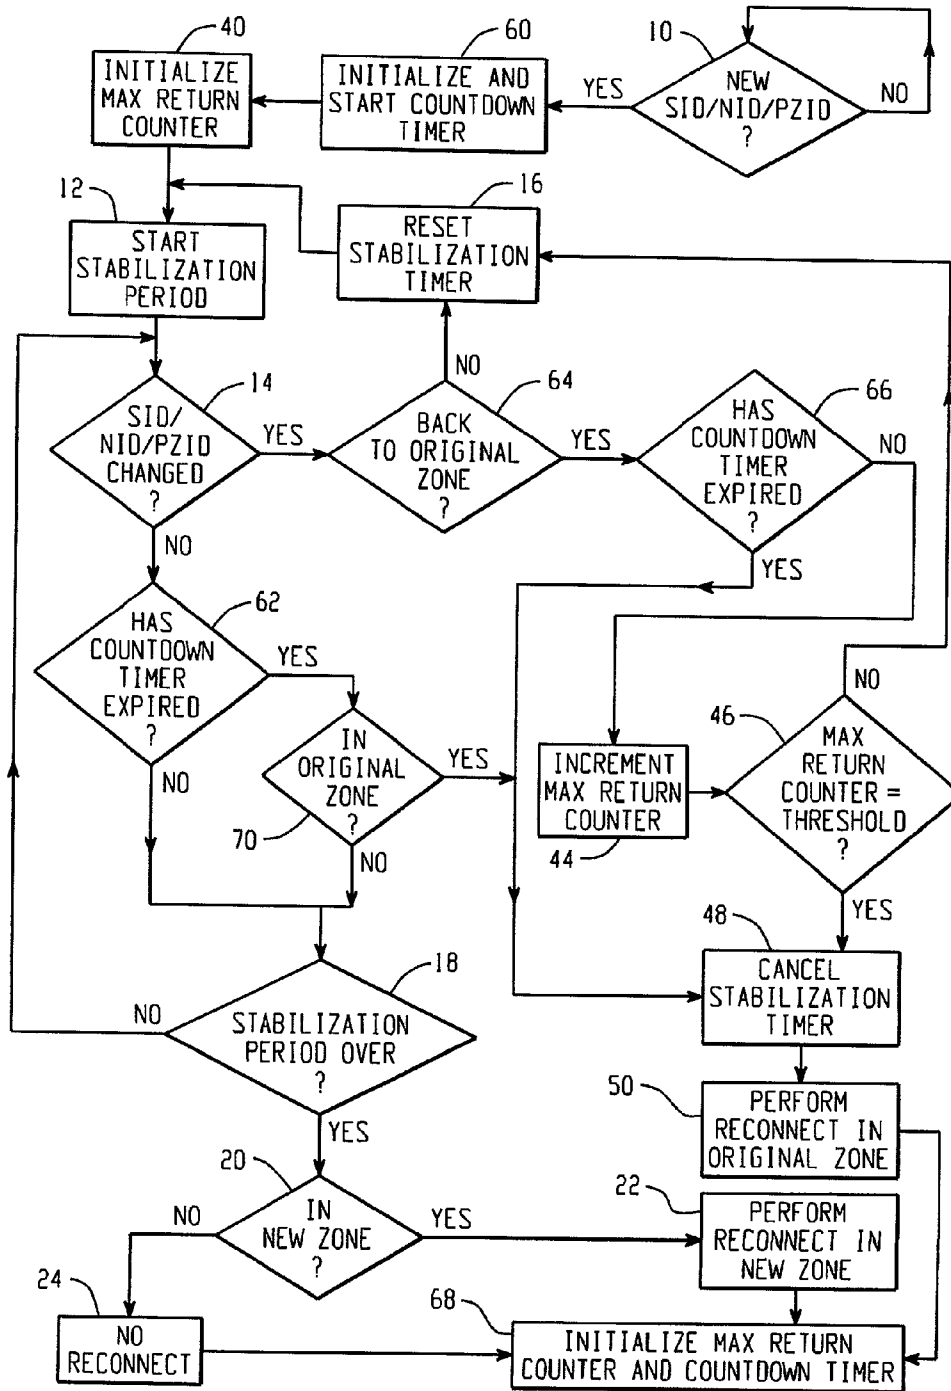 40
60
10
INITIALIZE
MAX RETURN
COUNTER
INITIALIZE AND
START COUNTDOWN
TIMER
YES
NEW
SID/NID/PZID
?
NO
12
16
START
STABILIZATION
PERIOD
RESET
STABILIZATION
TIMER
NO
14
64
66
SID/
NID/PZID
CHANGED
?
YES
BACK
TO ORIGINAL
ZONE
?
YES
HAS
COUNTDOWN
TIMER
EXPIRED
?
NO
NO
YES
62
HAS
COUNTDOWN
TIMER
EXPIRED
?
YES
NO
NO
46
IN
ORIGINAL
ZONE
?
YES
70
NO
INCREMENT
MAX RETURN
COUNTER
44
MAX
RETURN
COUNTER =
THRESHOLD
?
YES
48
18
CANCEL
STABILIZATION
TIMER
NO
STABILIZATION
PERIOD OVER
?
50
PERFORM
RECONNECT IN
ORIGINAL ZONE
YES
20
22
NO
IN
NEW ZONE
?
YES
PERFORM
RECONNECT IN
NEW ZONE
24
68
NO
RECONNECT
INITIALIZE MAX RETURN
COUNTER AND COUNTDOWN TIMER